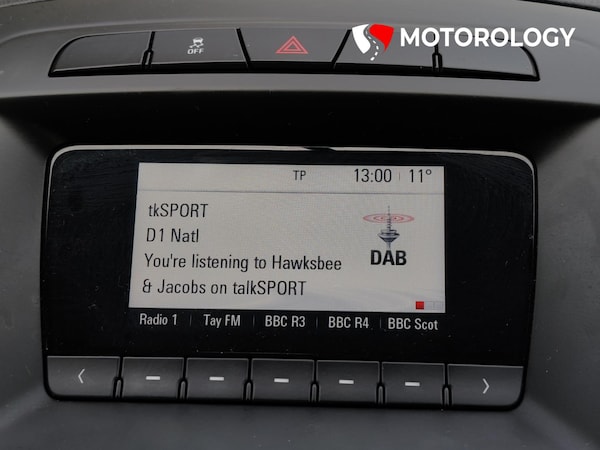 MOTOROLOGY
OFF
TP 13:00 11°
tkSPORT
D1 Natl
You're listening to Hawksbee
& Jacobs on talkSPORT
DAB
Radio 1 Tay FM BBC R3 BBC R4 BBC Scot